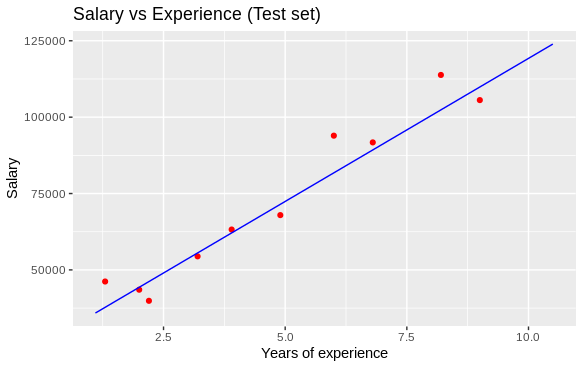 Salary vs Experience (Test set)
125000
100000
75000
50000
Salary
2.5 5.0 7.5 10.0
Years of experience